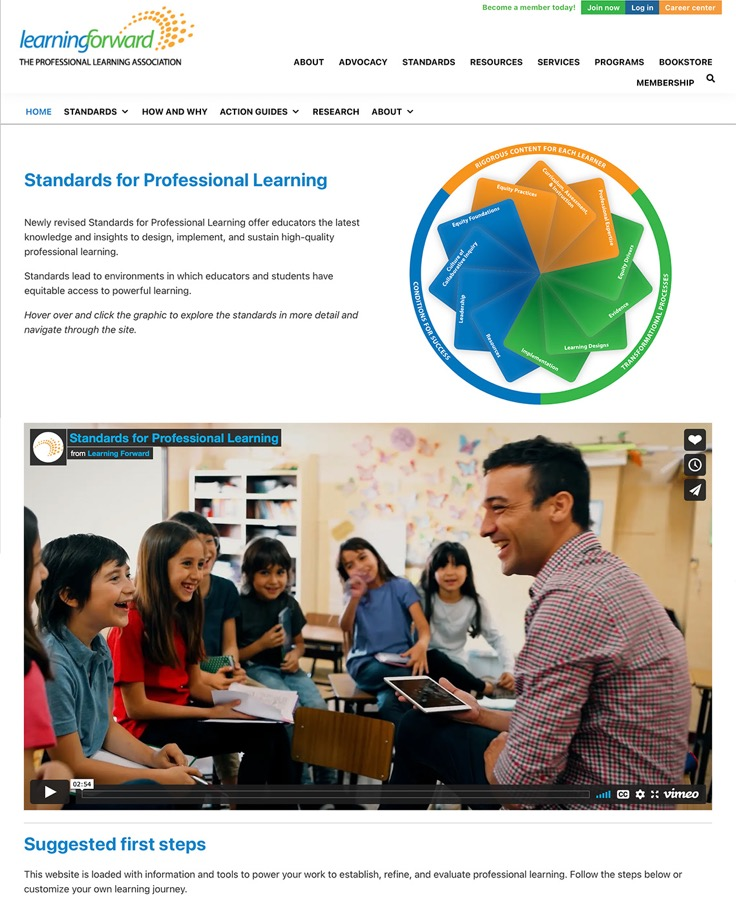 Become a member today! Join now Log in Career center
learningforward
THE PROFESSIONAL LEARNING ASSOCIATION
ABOUT ADVOCACY STANDARDS RESOURCES SERVICES PROGRAMS BOOKSTORE
MEMBERSHIP
HOME STANDARDS HOW AND WHY ACTION GUIDES RESEARCH ABOUT
Standards for Professional Learning
Newly revised Standards for Professional Learning offer educators the latest
knowledge and insights to design, implement, and sustain high-quality
professional learning.
Standards lead to environments in which educators and students have
equitable access to powerful learning.
Hover over and click the graphic to explore the standards in more detail and
navigate through the site.
RIGOROUS CONTENT FOR EACH LEARNER
Equity Practices
Curriculum, Assessment,
& Instruction
Professional Expertise
Equity Drivers
Evidence
Learning Designs
Implementation
TRANSFORMATIONAL PROCESSES
Equity Foundations
Culture of
Collaborative Inquiry
Leadership
Resources
CONDITIONS FOR SUCCESS
Standards for Professional Learning
from Learning Forward
02:54
CC vimeo
Suggested first steps
This website is loaded with information and tools to power your work to establish, refine, and evaluate professional learning. Follow the steps below or
customize your own learning journey.